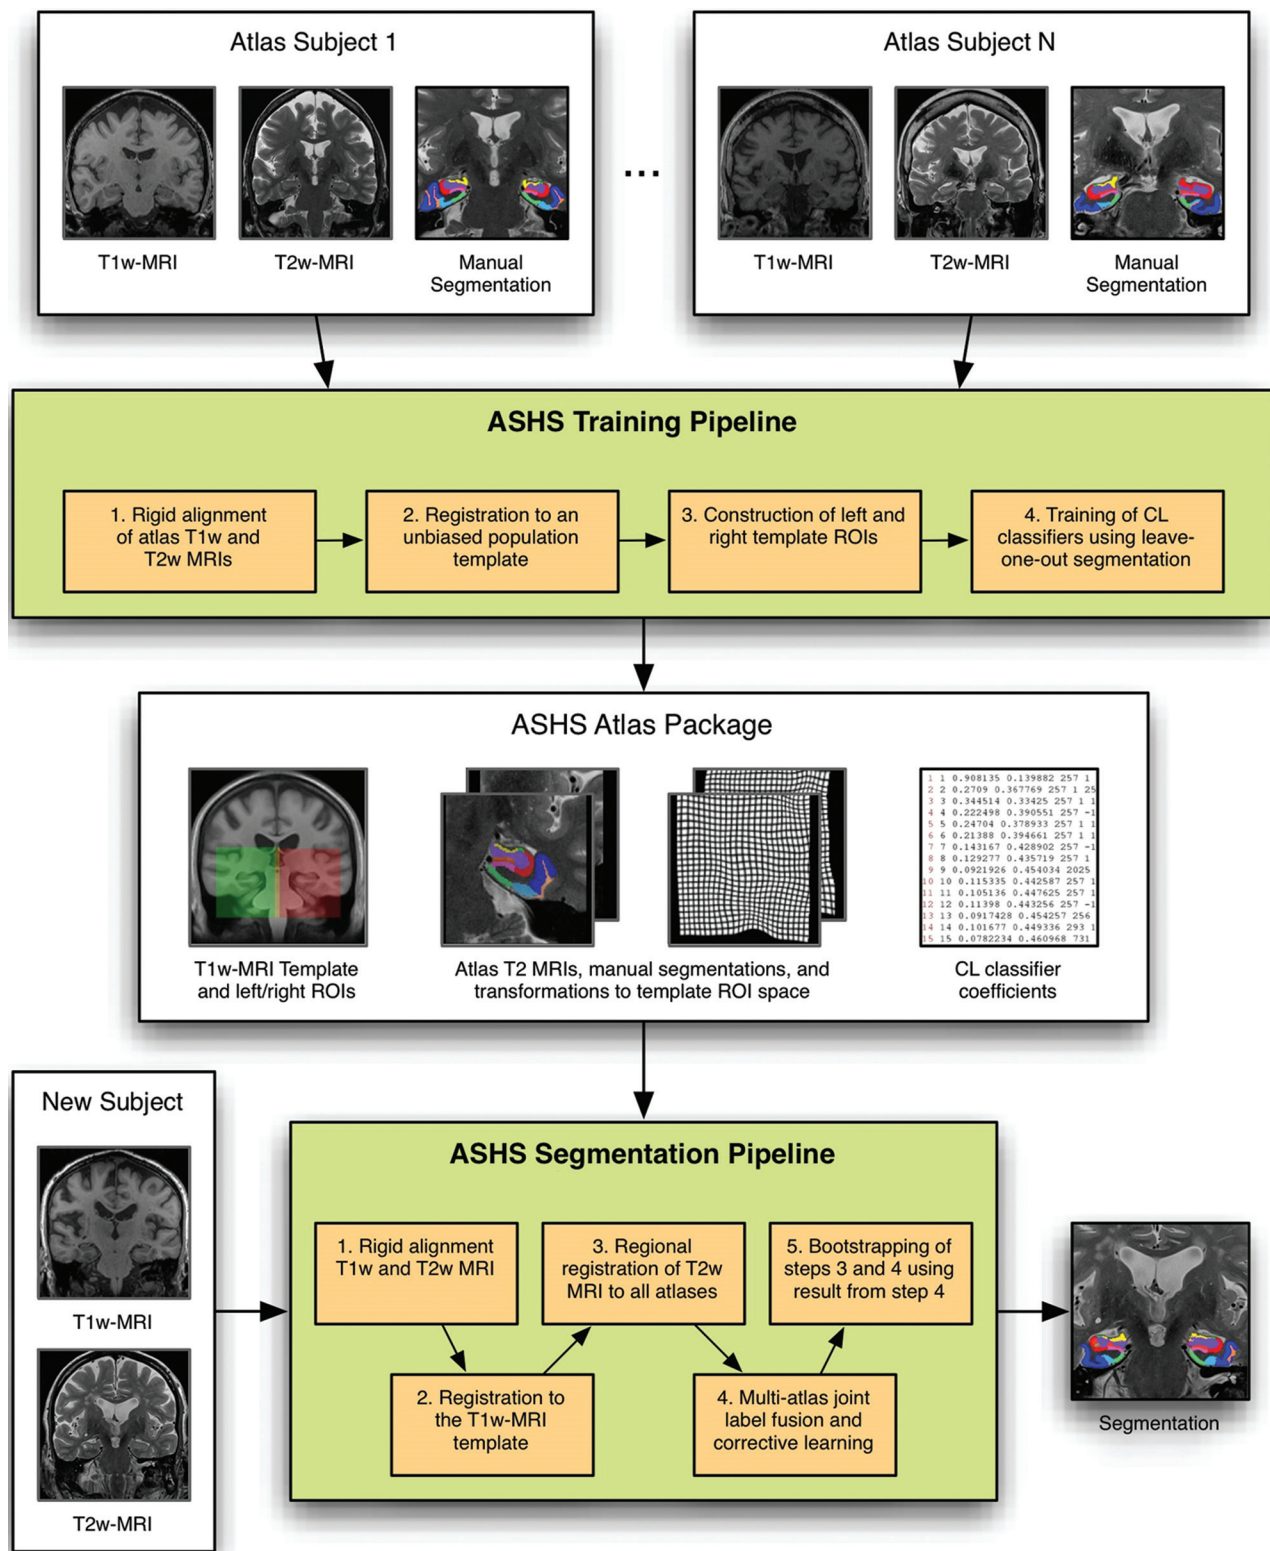 Atlas Subject 1
T1w-MRI
T2w-MRI
Manual
Segmentation
...
Atlas Subject N
T1w-MRI
T2w-MRI
Manual
Segmentation
ASHS Training Pipeline
1. Rigid alignment
of atlas T1w and
T2w MRIs
2. Registration to an
unbiased population
template
3. Construction of left and
right template ROIs
4. Training of CL
classifiers using leave-
one-out segmentation
ASHS Atlas Package
T1w-MRI Template
and left/right ROIs
Atlas T2 MRIs, manual segmentations, and
transformations to template ROI space
1 1 0.908135 0.139882 257 1
2 2 0.2709 0.367769 257 1 25
3 3 0.344514 0.33425 257 1 1
4 4 0.222498 0.390551 257 -1
5 5 0.24704 0.378933 257 1 1
6 6 0.21388 0.394661 257 1 1
7 7 0.143167 0.428902 257 -1
8 8 0.129277 0.435719 257 1
9 9 0.0921926 0.454034 2025
10 10 0.115335 0.442587 257 1
11 11 0.105136 0.447625 257 1
12 12 0.11398 0.443256 257 -1
13 13 0.0917428 0.454257 256
14 14 0.101677 0.449336 293 1
15 15 0.0782234 0.460968 731
CL classifier
coefficients
New Subject
T1w-MRI
T2w-MRI
ASHS Segmentation Pipeline
1. Rigid alignment
T1w and T2w MRI
2. Registration to
the T1w-MRI
template
3. Regional
registration of T2w
MRI to all atlases
4. Multi-atlas joint
label fusion and
corrective learning
5. Bootstrapping of
steps 3 and 4 using
result from step 4
Segmentation